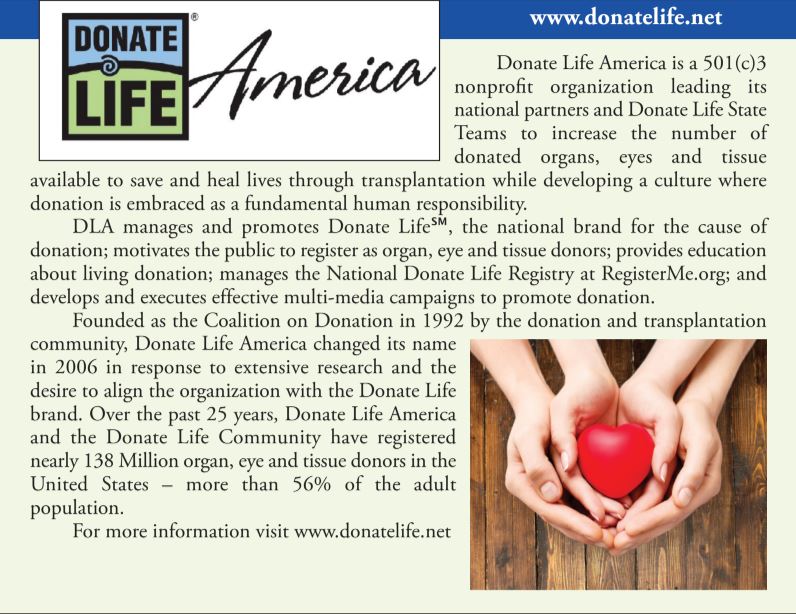 www.donatelife.net
DONATE
LIFE
®
America
Donate Life America is a 501(c)3
nonprofit organization leading its
national partners and Donate Life State
Teams to increase the number of
donated organs, eyes and tissue
available to save and heal lives through transplantation while developing a culture where
donation is embraced as a fundamental human responsibility.
DLA manages and promotes Donate Life℠, the national brand for the cause of
donation; motivates the public to register as organ, eye and tissue donors; provides education
about living donation; manages the National Donate Life Registry at RegisterMe.org; and
develops and executes effective multi-media campaigns to promote donation.
Founded as the Coalition on Donation in 1992 by the donation and transplantation
community, Donate Life America changed its name
in 2006 in response to extensive research and the
desire to align the organization with the Donate Life
brand. Over the past 25 years, Donate Life America
and the Donate Life Community have registered
nearly 138 Million organ, eye and tissue donors in the
United States – more than 56% of the adult
population.
For more information visit www.donatelife.net